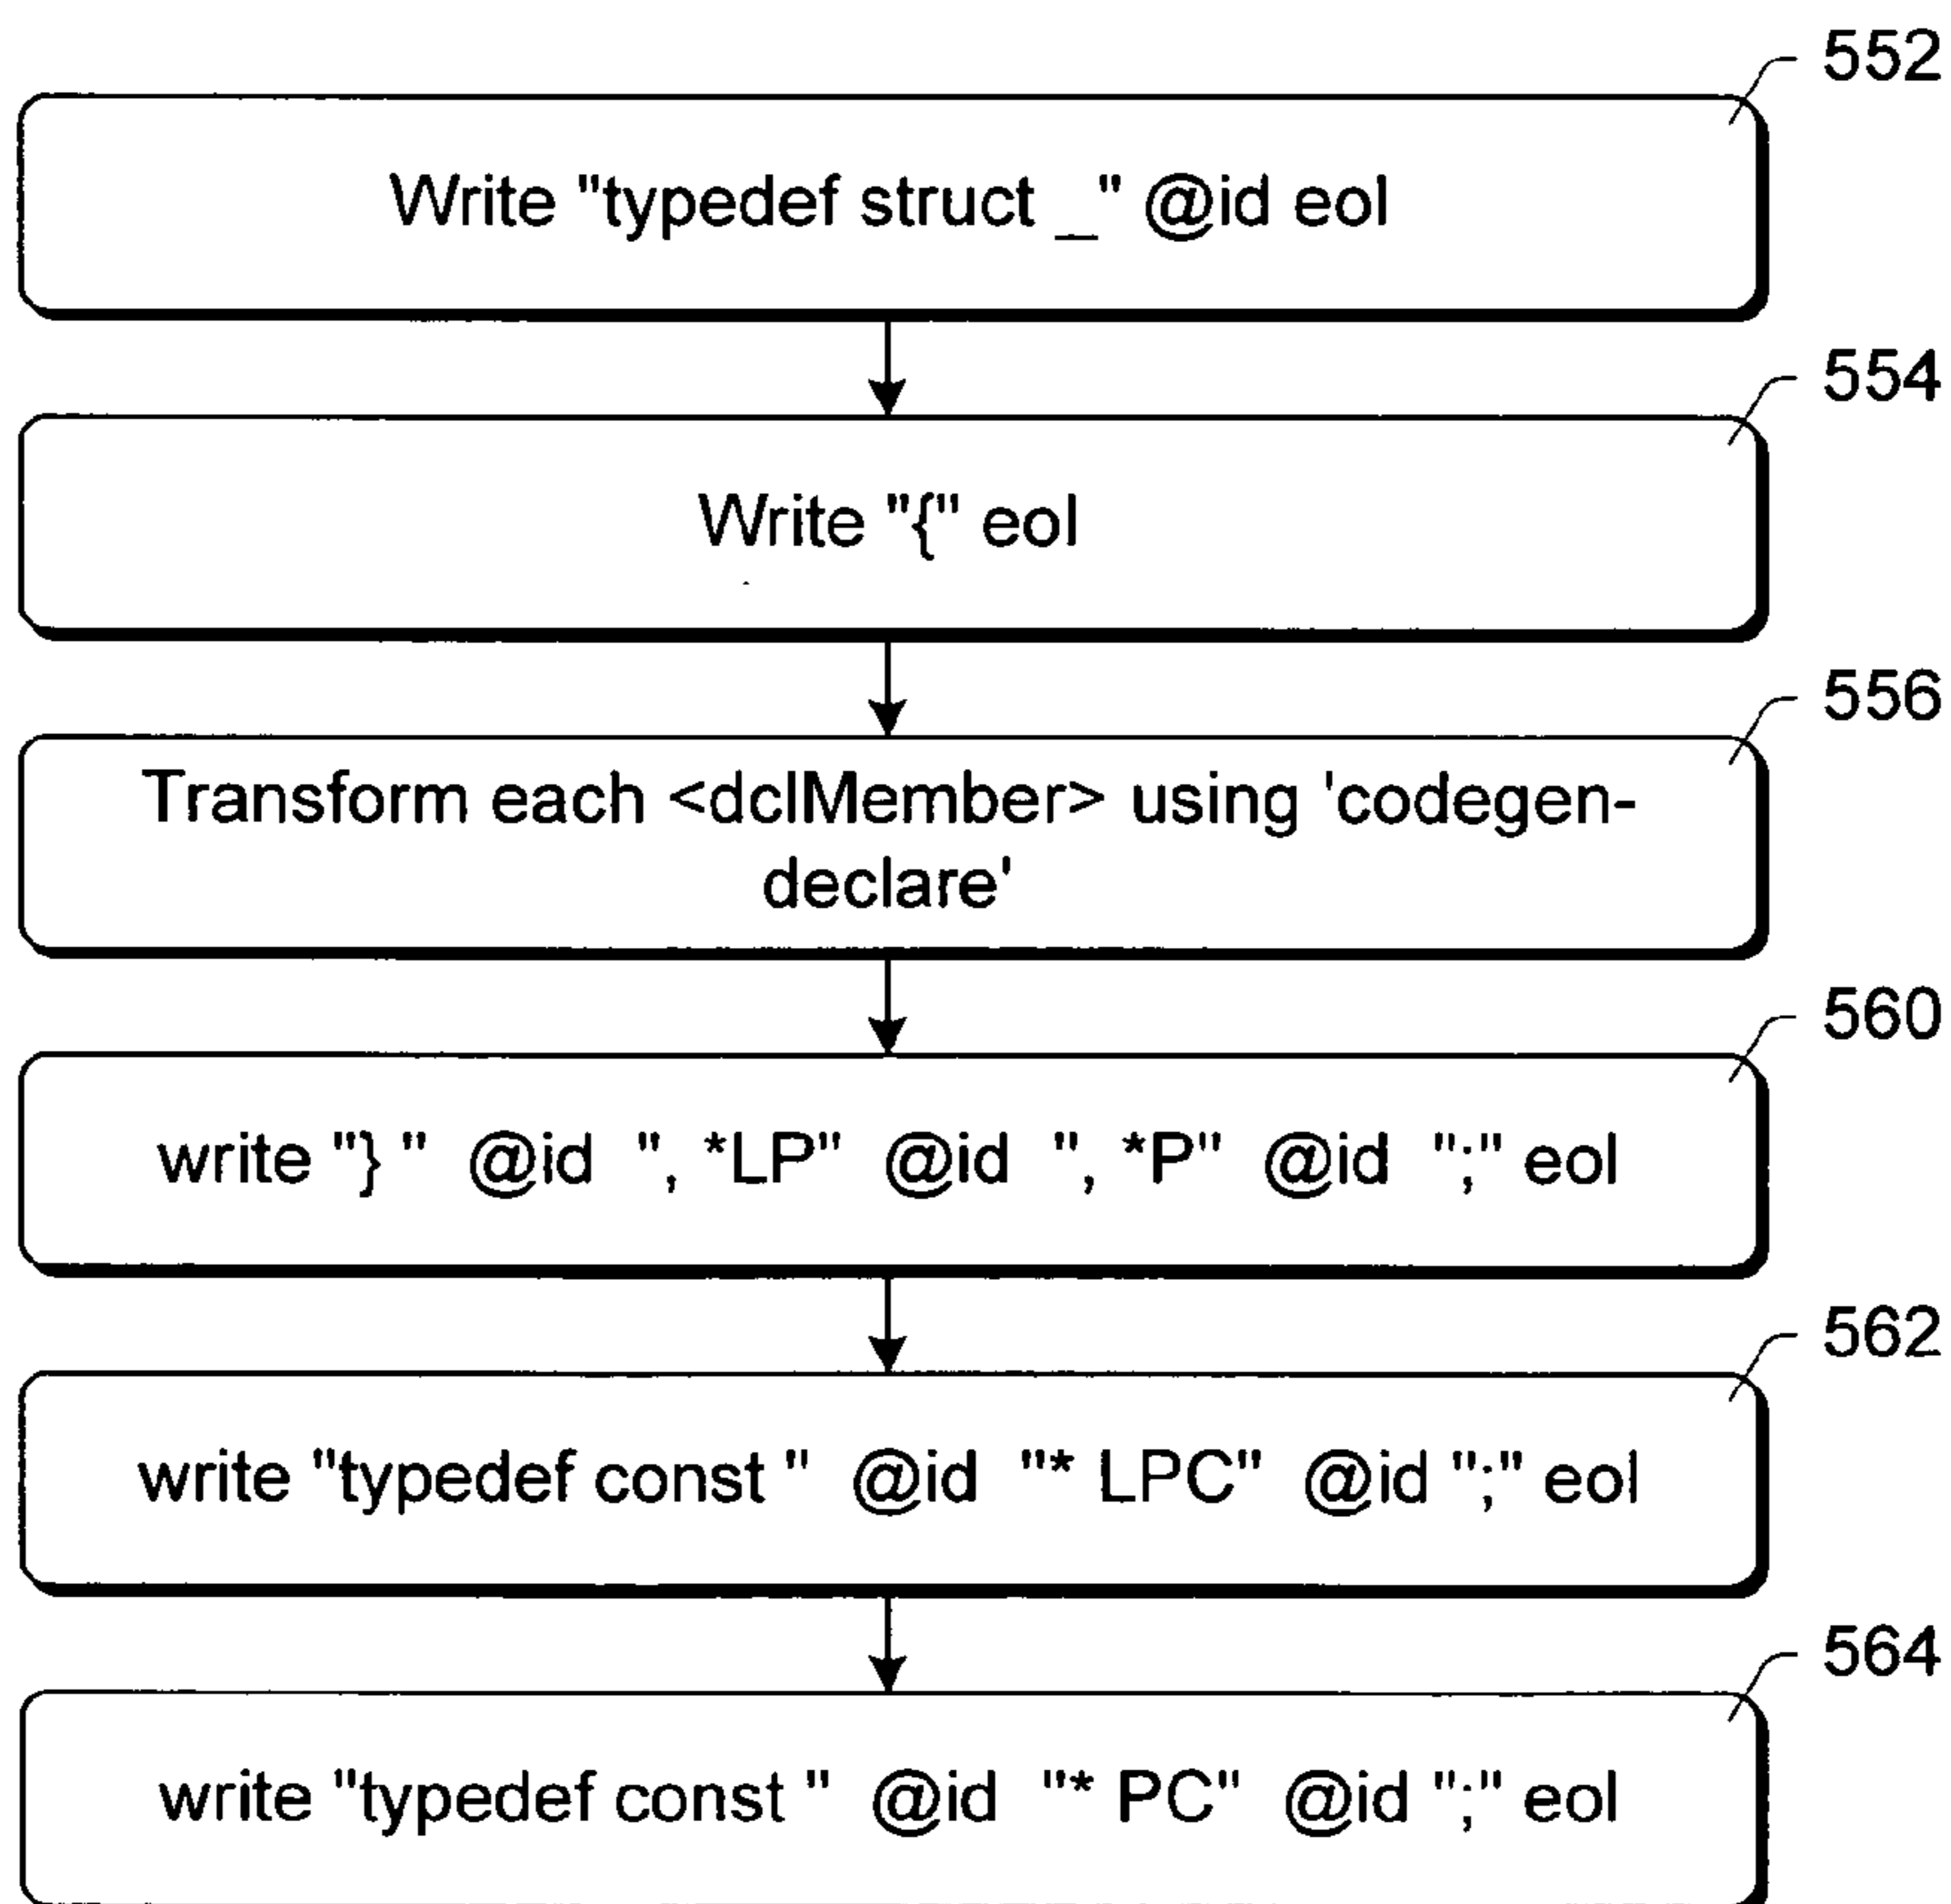 552
Write "typedef struct _" @id eol
554
Write "{" eol
556
Transform each <dclMember> using 'codegen-
declare'
560
write "} " @id ", *LP" @id ", *P" @id ";" eol
562
write "typedef const " @id "* LPC" @id ";" eol
564
write "typedef const " @id "* PC" @id ";" eol